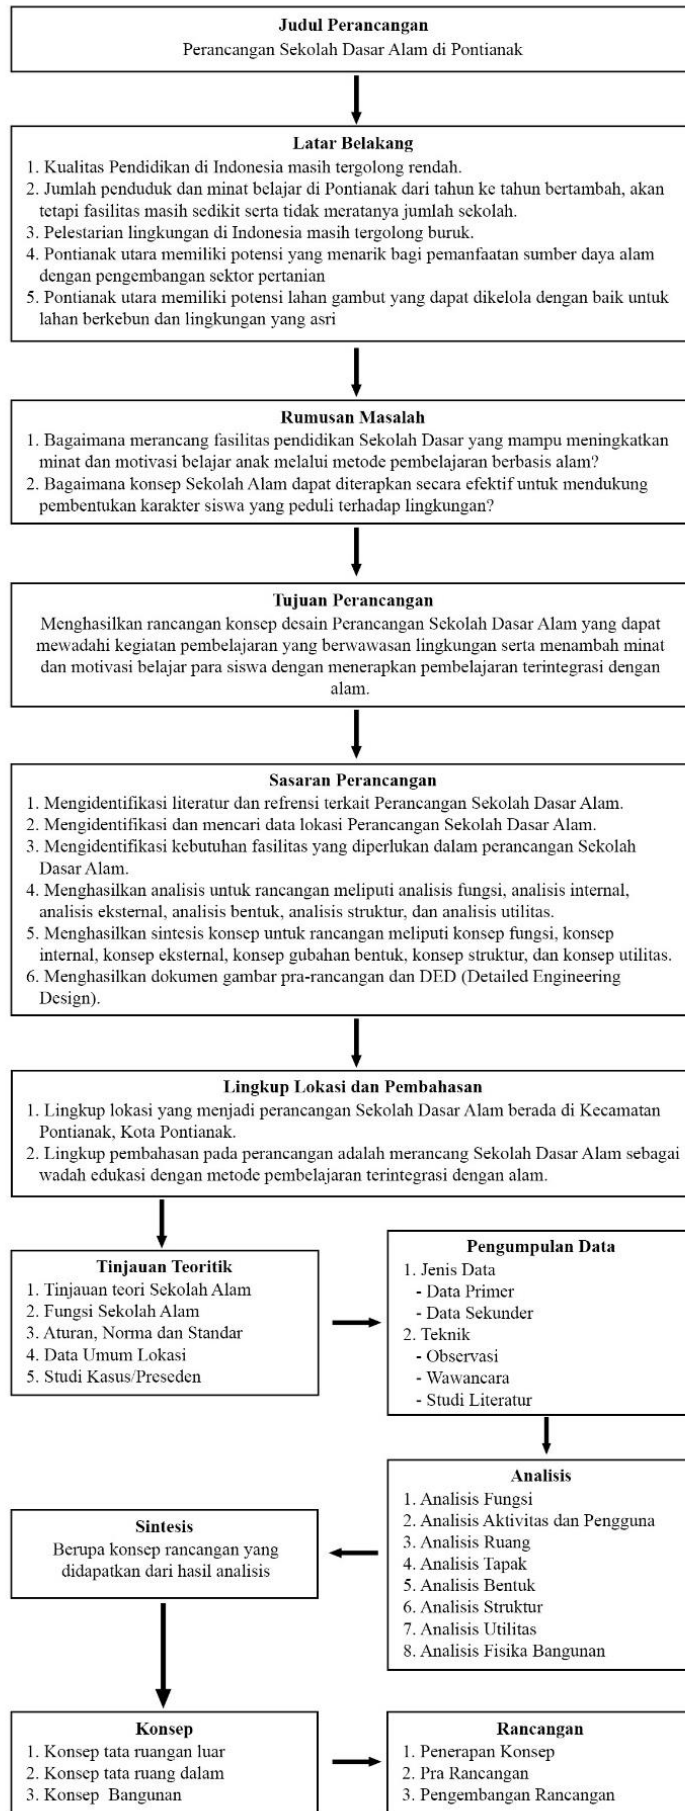 Judul Perancangan
Perancangan Sekolah Dasar Alam di Pontianak
Latar Belakang
1. Kualitas Pendidikan di Indonesia masih tergolong rendah.
2. Jumlah penduduk dan minat belajar di Pontianak dari tahun ke tahun bertambah, akan
tetapi fasilitas masih sedikit serta tidak meratanya jumlah sekolah.
3. Pelestarian lingkungan di Indonesia masih tergolong buruk.
4. Pontianak utara memiliki potensi yang menarik bagi pemanfaatan sumber daya alam
dengan pengembangan sektor pertanian
5. Pontianak utara memiliki potensi lahan gambut yang dapat dikelola dengan baik untuk
lahan berkebun dan lingkungan yang asri
Rumusan Masalah
1. Bagaimana merancang fasilitas pendidikan Sekolah Dasar yang mampu meningkatkan
minat dan motivasi belajar anak melalui metode pembelajaran berbasis alam?
2. Bagaimana konsep Sekolah Alam dapat diterapkan secara efektif untuk mendukung
pembentukan karakter siswa yang peduli terhadap lingkungan?
Tujuan Perancangan
Menghasilkan rancangan konsep desain Perancangan Sekolah Dasar Alam yang dapat
mewadahi kegiatan pembelajaran yang berwawasan lingkungan serta menambah minat
dan motivasi belajar para siswa dengan menerapkan pembelajaran terintegrasi dengan
alam.
Sasaran Perancangan
1. Mengidentifikasi literatur dan refrensi terkait Perancangan Sekolah Dasar Alam.
2. Mengidentifikasi dan mencari data lokasi Perancangan Sekolah Dasar Alam.
3. Mengidentifikasi kebutuhan fasilitas yang diperlukan dalam perancangan Sekolah
Dasar Alam.
4. Menghasilkan analisis untuk rancangan meliputi analisis fungsi, analisis internal,
analisis eksternal, analisis bentuk, analisis struktur, dan analisis utilitas.
5. Menghasilkan sintesis konsep untuk rancangan meliputi konsep fungsi, konsep
internal, konsep eksternal, konsep gubahan bentuk, konsep struktur, dan konsep utilitas.
6. Menghasilkan dokumen gambar pra-rancangan dan DED (Detailed Engineering
Design).
Lingkup Lokasi dan Pembahasan
1. Lingkup lokasi yang menjadi perancangan Sekolah Dasar Alam berada di Kecamatan
Pontianak, Kota Pontianak.
2. Lingkup pembahasan pada perancangan adalah merancang Sekolah Dasar Alam sebagai
wadah edukasi dengan metode pembelajaran terintegrasi dengan alam.
Tinjauan Teoritik
1. Tinjauan teori Sekolah Alam
2. Fungsi Sekolah Alam
3. Aturan, Norma dan Standar
4. Data Umum Lokasi
5. Studi Kasus/Preseden
Pengumpulan Data
1. Jenis Data
- Data Primer
- Data Sekunder
2. Teknik
- Observasi
- Wawancara
- Studi Literatur
Analisis
1. Analisis Fungsi
2. Analisis Aktivitas dan Pengguna
3. Analisis Ruang
4. Analisis Tapak
5. Analisis Bentuk
6. Analisis Struktur
7. Analisis Utilitas
8. Analisis Fisika Bangunan
Sintesis
Berupa konsep rancangan yang
didapatkan dari hasil analisis
Konsep
1. Konsep tata ruangan luar
2. Konsep tata ruang dalam
3. Konsep Bangunan
Rancangan
1. Penerapan Konsep
2. Pra Rancangan
3. Pengembangan Rancangan